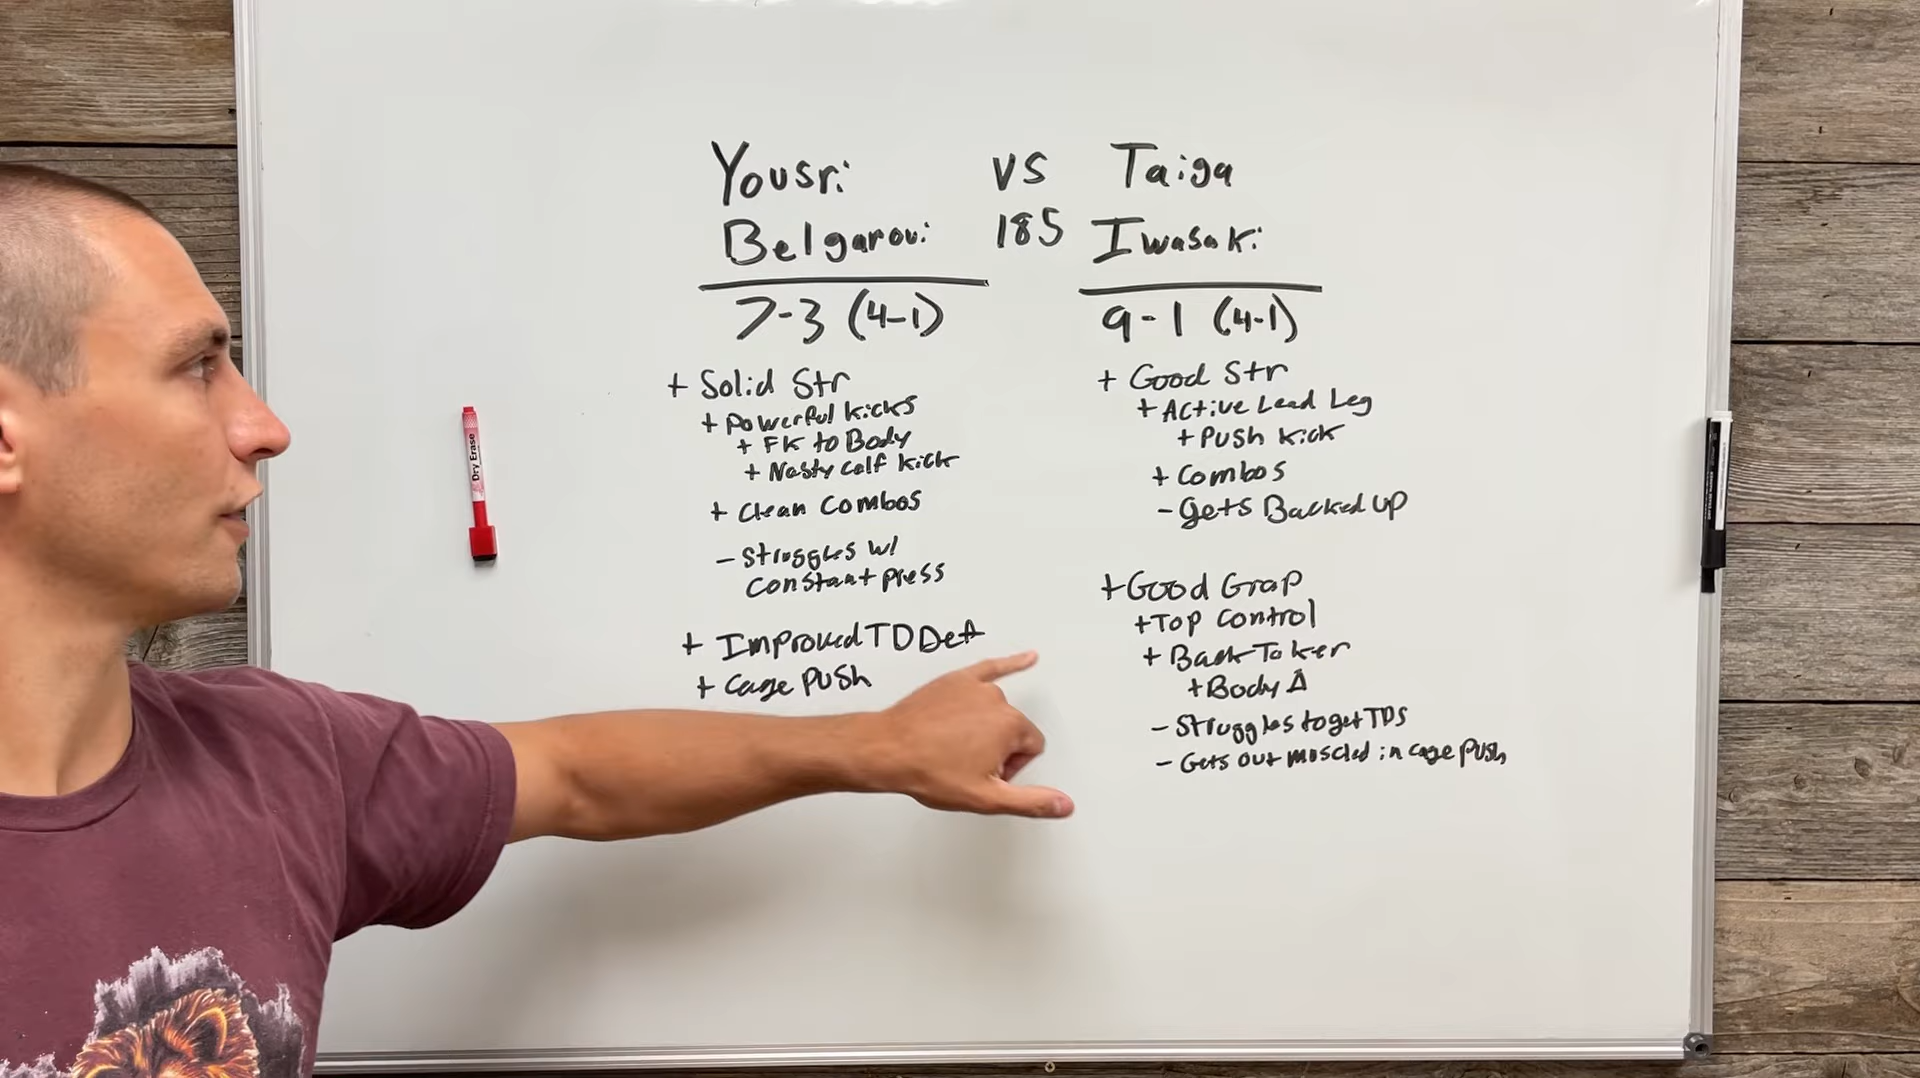 Yousri vs Taiga
Belgaroui 185 Iwasaki
7-3 (4-1)
+ Solid Str
+ Powerful kicks
+ FK to Body
+ Nasty calf kick
+ Clean Combos
- Struggles w/
constant press
+ Improved TD Def
+ Cage Push
9-1 (4-1)
+ Good Str
+ Active Lead Leg
+ Push kick
+ Combos
- Gets Backed up
+ Good Grap
+ Top Control
+ Back Taker
+ Body Δ
- Struggles to get TDS
- Gets out muscled in cage push
Dry Erase